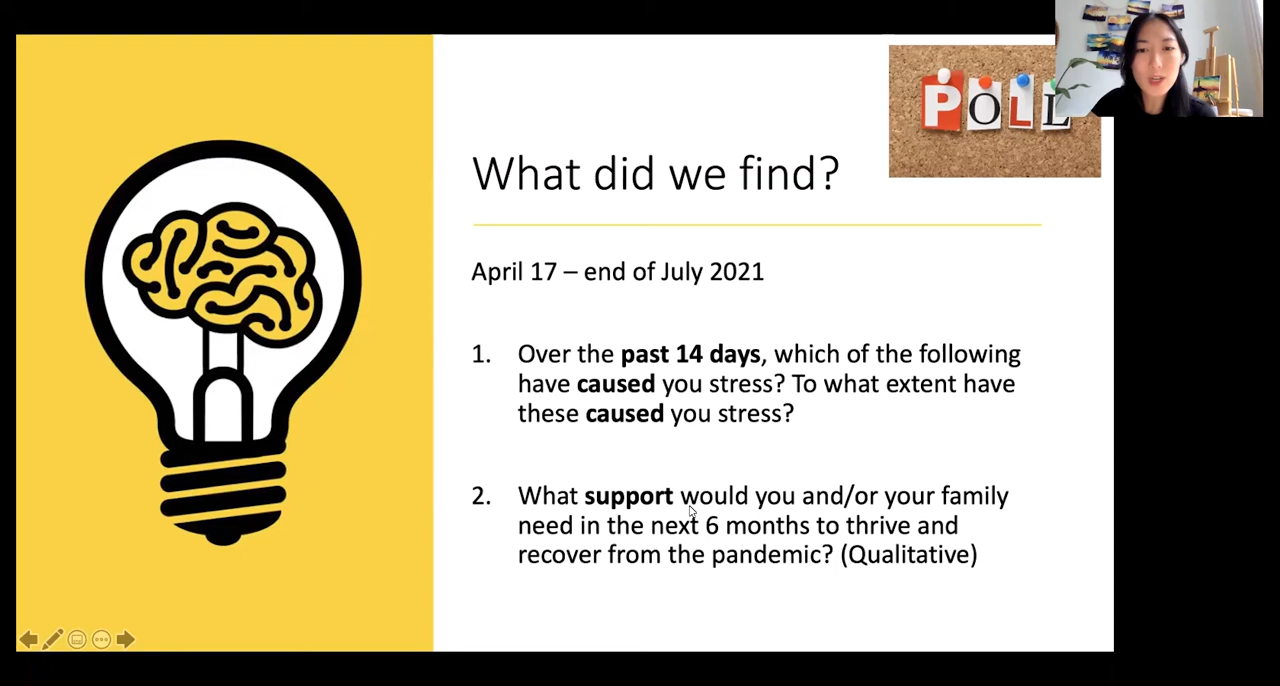 POLL
What did we find?
April 17 – end of July 2021
1. Over the past 14 days, which of the following
have caused you stress? To what extent have
these caused you stress?
2. What support would you and/or your family
need in the next 6 months to thrive and
recover from the pandemic? (Qualitative)